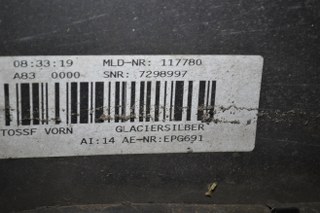 08:33:19 MLD-NR: 117780
A83 0000 SNR: 7298997
TOSSF VORN GLACIERSILBER
AI:14 AE-NR:EPG691